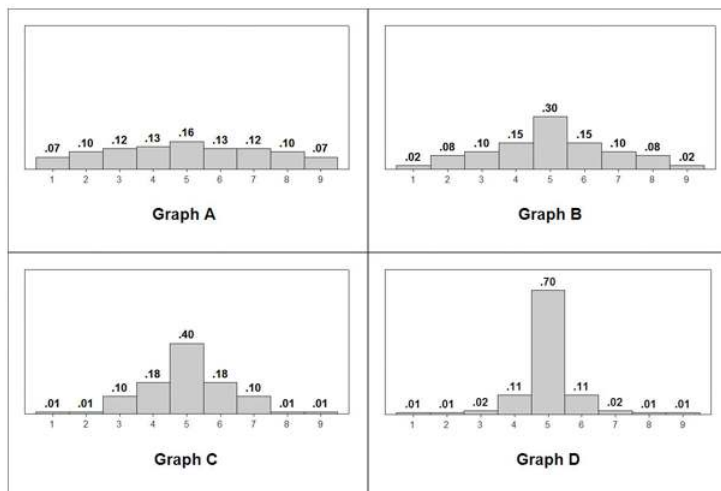 .07 .10 .12 .13 .16 .13 .12 .10 .07
1 2 3 4 5 6 7 8 9
Graph A
.02 .08 .10 .15 .30 .15 .10 .08 .02
1 2 3 4 5 6 7 8 9
Graph B
.01 .01 .10 .18 .40 .18 .10 .01 .01
1 2 3 4 5 6 7 8 9
Graph C
.01 .01 .02 .11 .70 .11 .02 .01 .01
1 2 3 4 5 6 7 8 9
Graph D